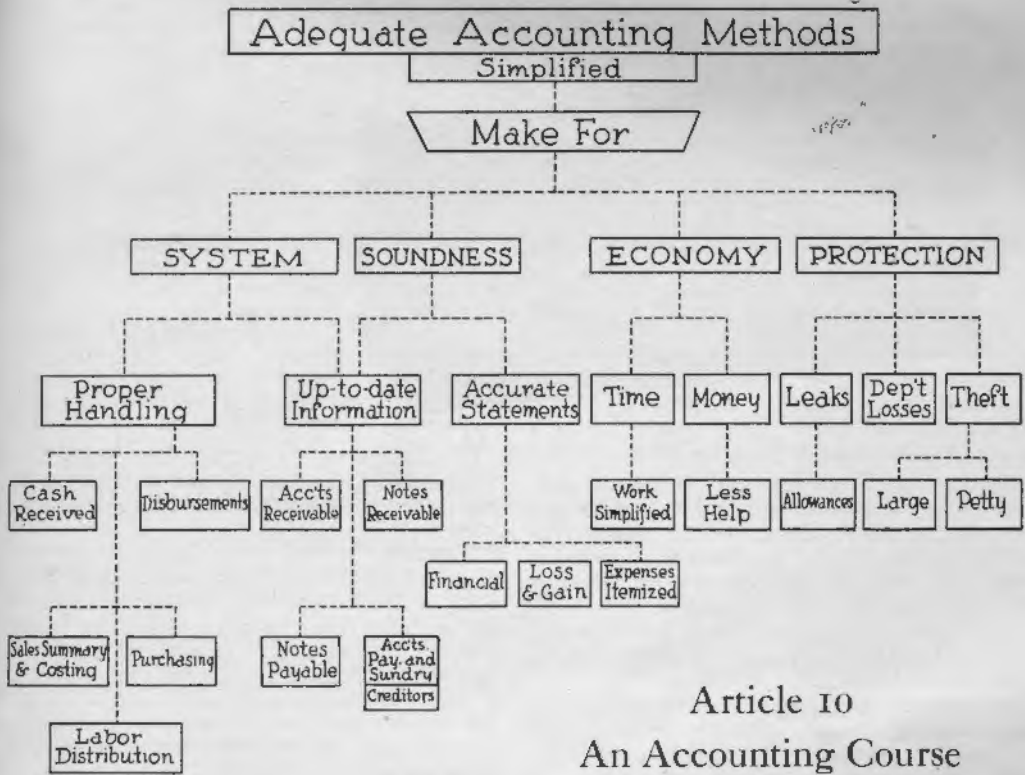 Adequate Accounting Methods
Simplified
Make For
SYSTEM
SOUNDNESS
ECONOMY
PROTECTION
Proper
Handling
Up-to-date
Information
Accurate
Statements
Time
Money
Leaks
Dep't
Losses
Theft
Cash
Received
Disbursements
Acc'ts
Receivable
Notes
Receivable
Work
Simplified
Less
Help
Allowances
Large
Petty
Financial
Loss
& Gain
Expenses
Itemized
Sales Summary
& Costing
Purchasing
Notes
Payable
Acc'ts.
Pay. and
Sundry
Creditors
Labor
Distribution
Article 10
An Accounting Course